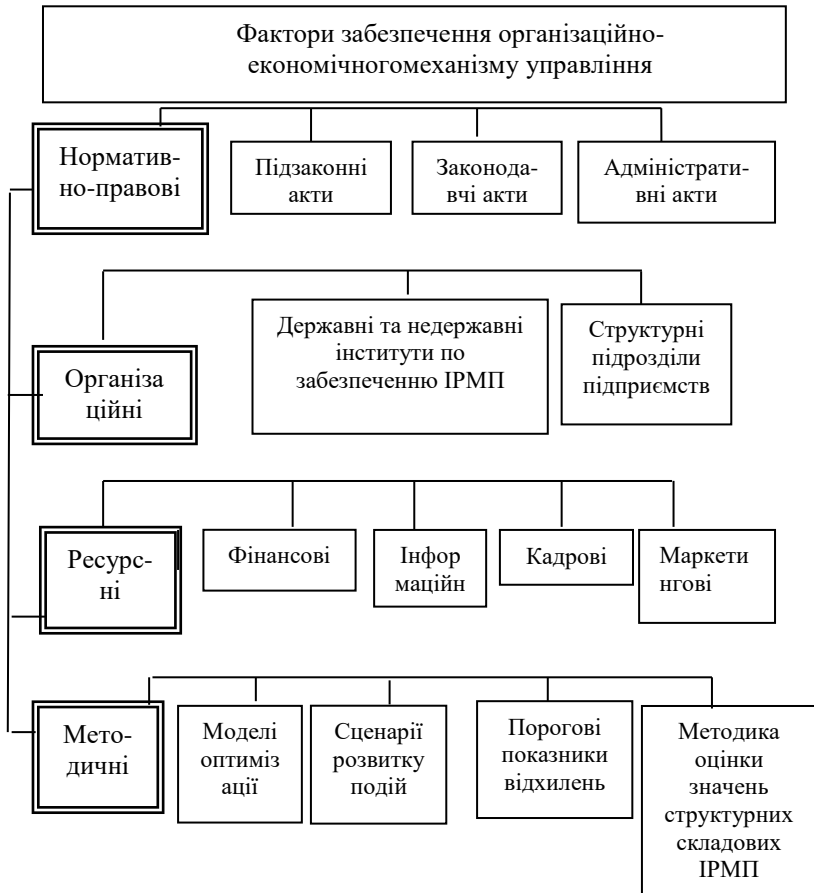 Фактори забезпечення організаційно-
економічногомеханізму управління
Норматив-
но-правові
Підзаконні
акти
Законода-
вчі акти
Адміністрати-
вні акти
Організа
ційні
Державні та недержавні
інститути по
забезпеченню ІРМП
Структурні
підрозділи
підприємств
Ресурс-
ні
Фінансові
Інфор
маційн
Кадрові
Маркети
нгові
Мето-
дичні
Моделі
оптиміз
ації
Сценарії
розвитку
подій
Порогові
показники
відхилень
Методика
оцінки
значень
структурних
складових
ІРМП